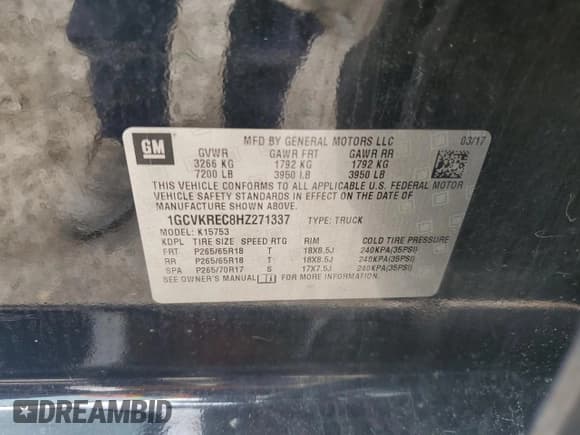 GM
MFD BY GENERAL MOTORS LLC 03/17
GVWR GAWR FRT GAWR RR
3266 KG 1792 KG 1792 KG
7200 LB 3950 LB 3950 LB
THIS VEHICLE CONFORMS TO ALL APPLICABLE U.S. FEDERAL MOTOR
VEHICLE SAFETY STANDARDS IN EFFECT ON THE DATE OF
MANUFACTURE SHOWN ABOVE.
1GCVKREC8HZ271337 TYPE: TRUCK
MODEL: K15753
KDPL TIRE SIZE SPEED RTG RIM COLD TIRE PRESSURE
FRT P265/65R18 T 18X8.5J 240KPA(35PSI)
RR P265/65R18 T 18X8.5J 240KPA(35PSI)
SPA P265/70R17 S 17X7.5J 240KPA(35PSI)
SEE OWNER'S MANUAL FOR MORE INFORMATION.
DREAMBID